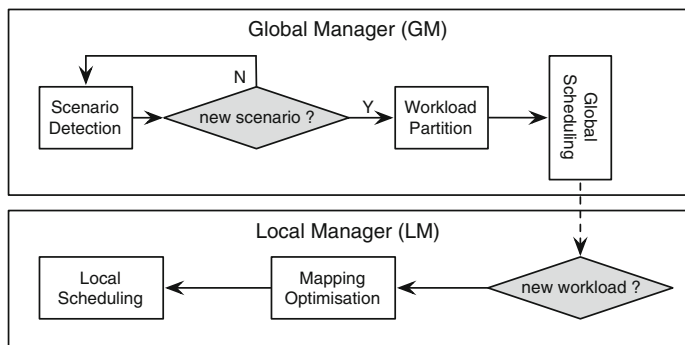 Global Manager (GM)
N
Scenario
Detection
new scenario ?
Y
Workload
Partition
Global
Scheduling
Local Manager (LM)
Local
Scheduling
Mapping
Optimisation
new workload ?